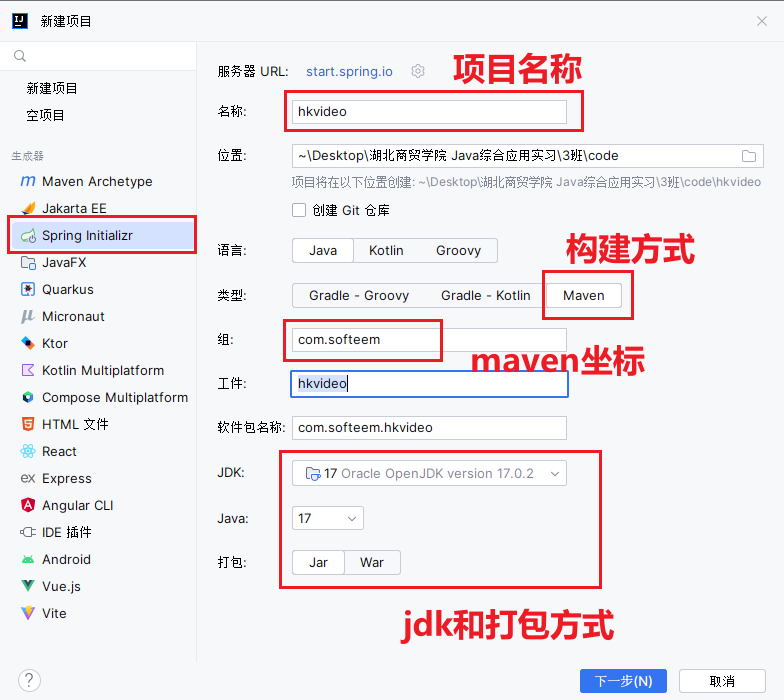 新建项目
新建项目
空项目
生成器
Maven Archetype
Jakarta EE
Spring Initializr
JavaFX
Quarkus
Micronaut
Ktor
Kotlin Multiplatform
Compose Multiplatform
HTML 文件
React
Express
Angular CLI
IDE 插件
Android
Vue.js
Vite
服务器 URL: start.spring.io
项目名称
名称: hkvideo
位置: ~\Desktop\湖北商贸学院 Java综合应用实习\3班\code
项目将在以下位置创建: ~\Desktop\湖北商贸学院 Java综合应用实习\3班\code\hkvideo
创建 Git 仓库
语言: Java Kotlin Groovy
构建方式
类型: Gradle - Groovy Gradle - Kotlin Maven
组: com.softeem
maven坐标
工件: hkvideo
软件包名称: com.softeem.hkvideo
JDK: 17 Oracle OpenJDK version 17.0.2
Java: 17
打包: Jar War
jdk和打包方式
? 下一步(N) 取消